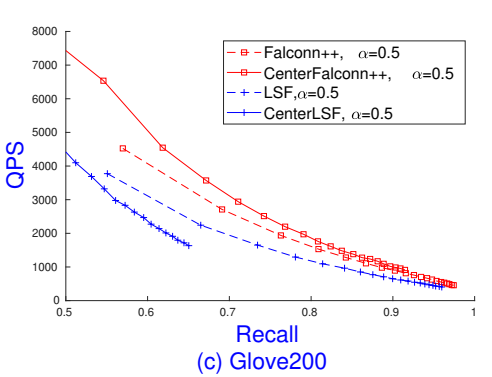 8000
7000
6000
5000
4000
3000
2000
1000
0
QPS
Falconn++, α=0.5
CenterFalconn++, α=0.5
LSF,α=0.5
CenterLSF, α=0.5
0.5 0.6 0.7 0.8 0.9 1
Recall
(c) Glove200